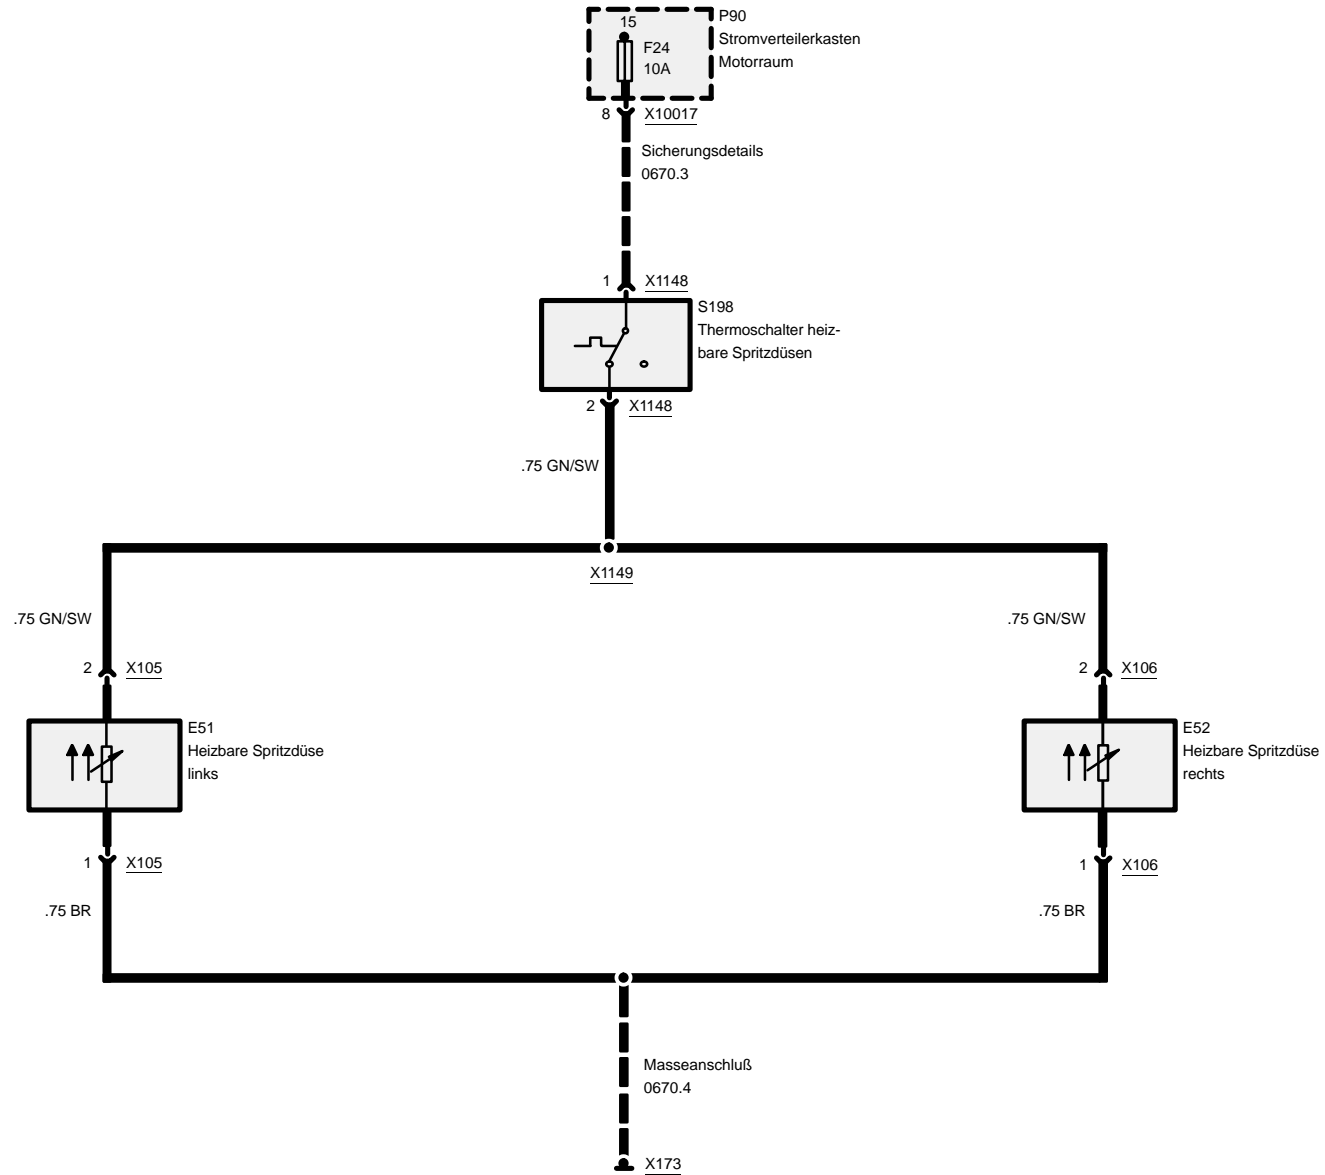 15
F24
10A
P90
Stromverteilerkasten
Motorraum
8
X10017
Sicherungsdetails
0670.3
1
X1148
S198
Thermoschalter heiz-
bare Spritzdüsen
2
X1148
.75 GN/SW
X1149
.75 GN/SW
.75 GN/SW
2
X105
2
X106
E51
Heizbare Spritzdüse
links
E52
Heizbare Spritzdüse
rechts
1
X105
1
X106
.75 BR
.75 BR
Masseanschluß
0670.4
X173